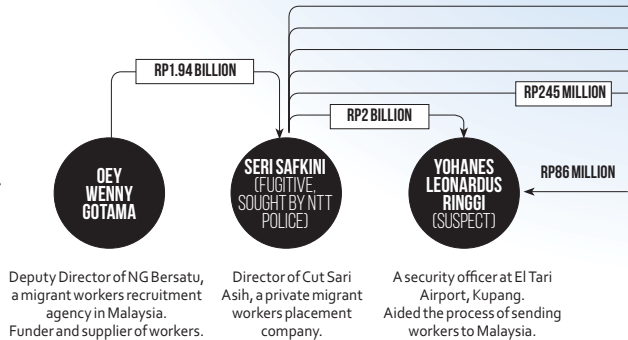 RP1.94 BILLION
RP245 MILLION
RP2 BILLION
RP86 MILLION
OEY
WENNY
GOTAMA
SERI SAFKINI
(FUGITIVE,
SOUGHT BY NTT
POLICE)
YOHANES
LEONARDUS
RINGGI
(SUSPECT)
Deputy Director of NG Bersatu,
a migrant workers recruitment
agency in Malaysia.
Funder and supplier of workers.
Director of Cut Sari
Asih, a private migrant
workers placement
company.
A security officer at El Tari
Airport, Kupang.
Aided the process of sending
workers to Malaysia.